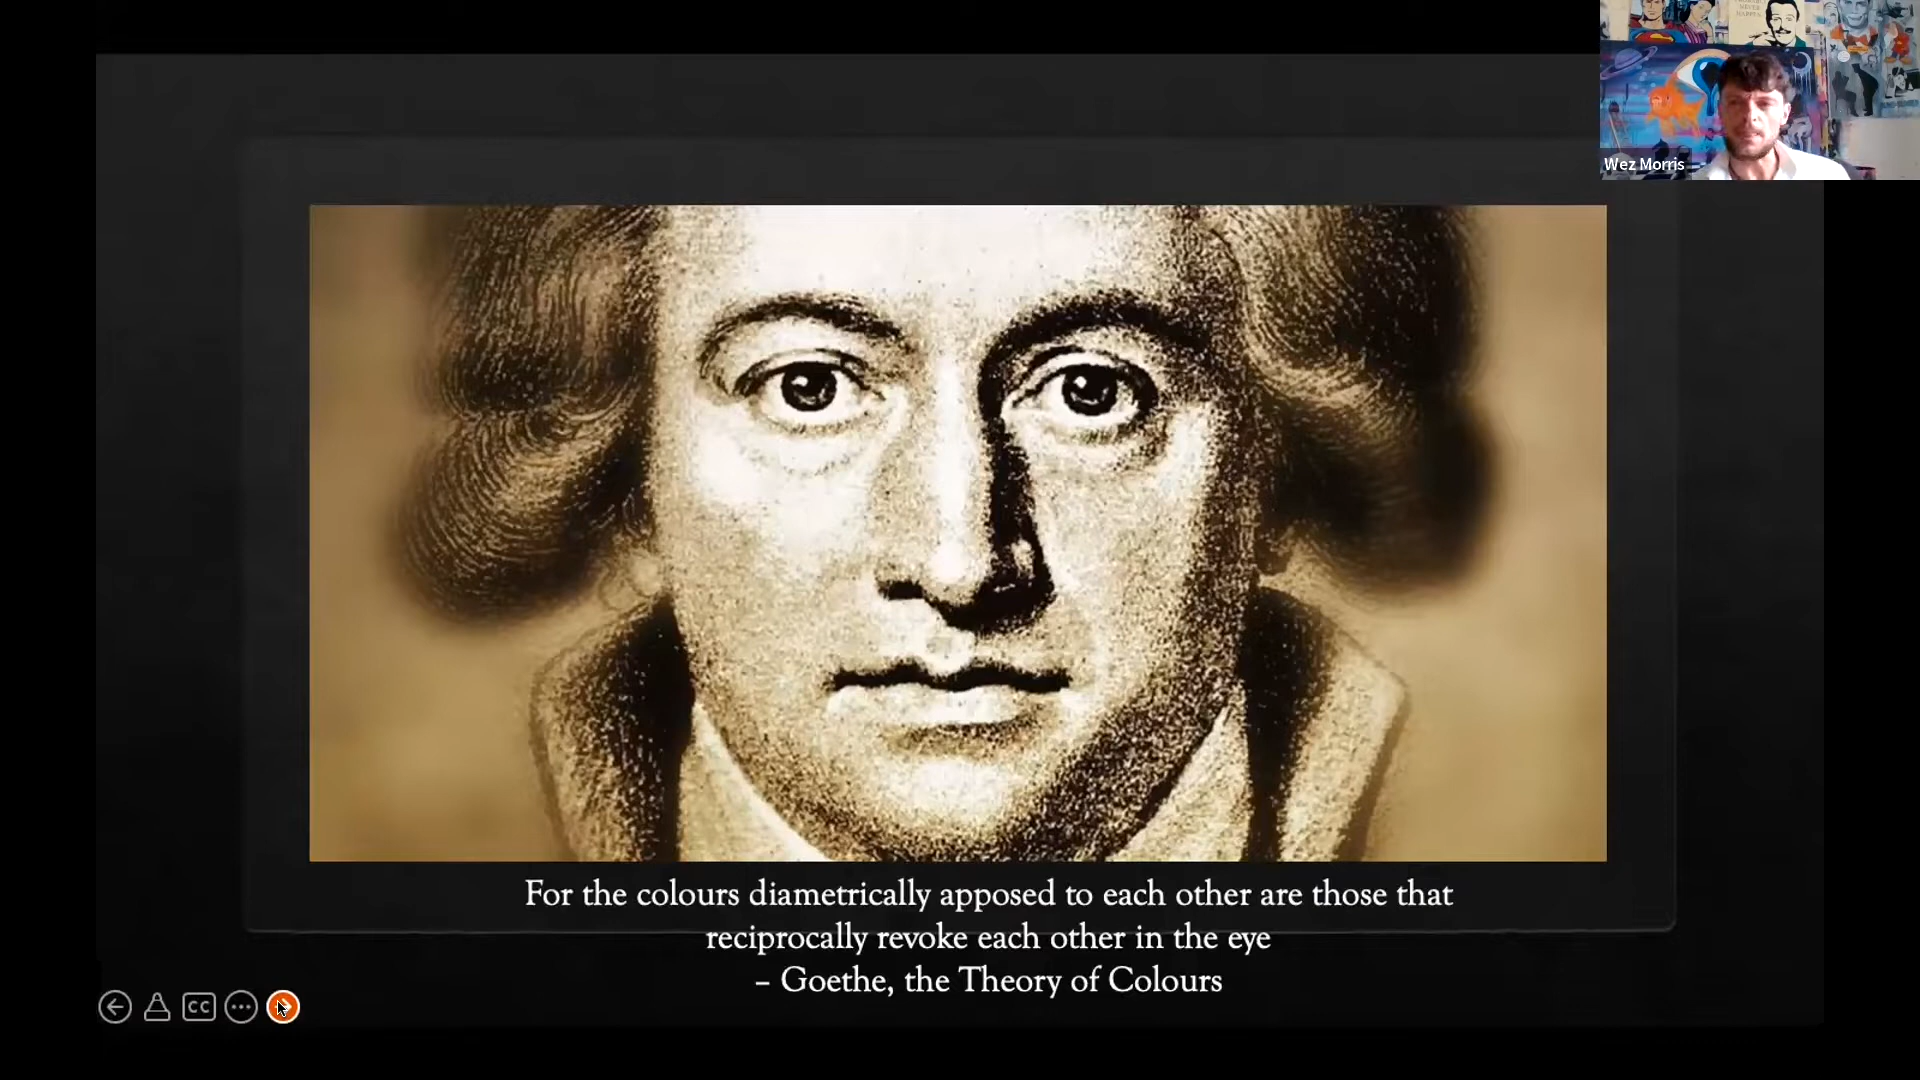 Wez Morris
For the colours diametrically apposed to each other are those that
reciprocally revoke each other in the eye
– Goethe, the Theory of Colours
CC